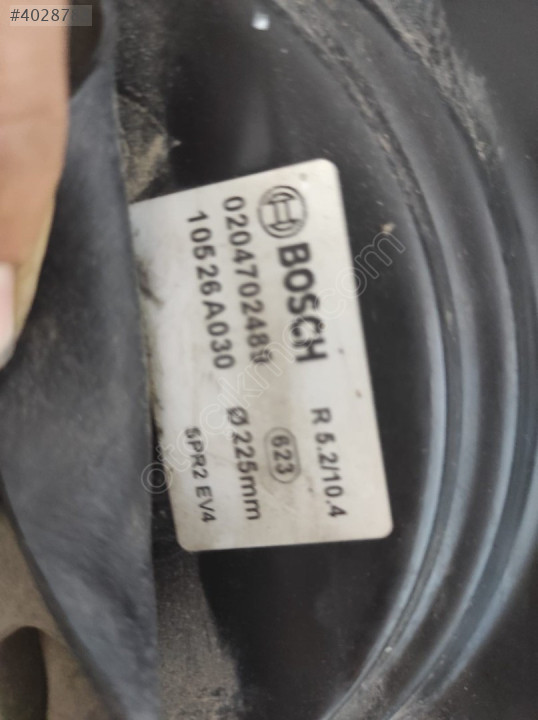 #40287
BOSCH
R 5.2/10.4
0204702489
623
10526A030
Ø225mm
SPR2 EV4